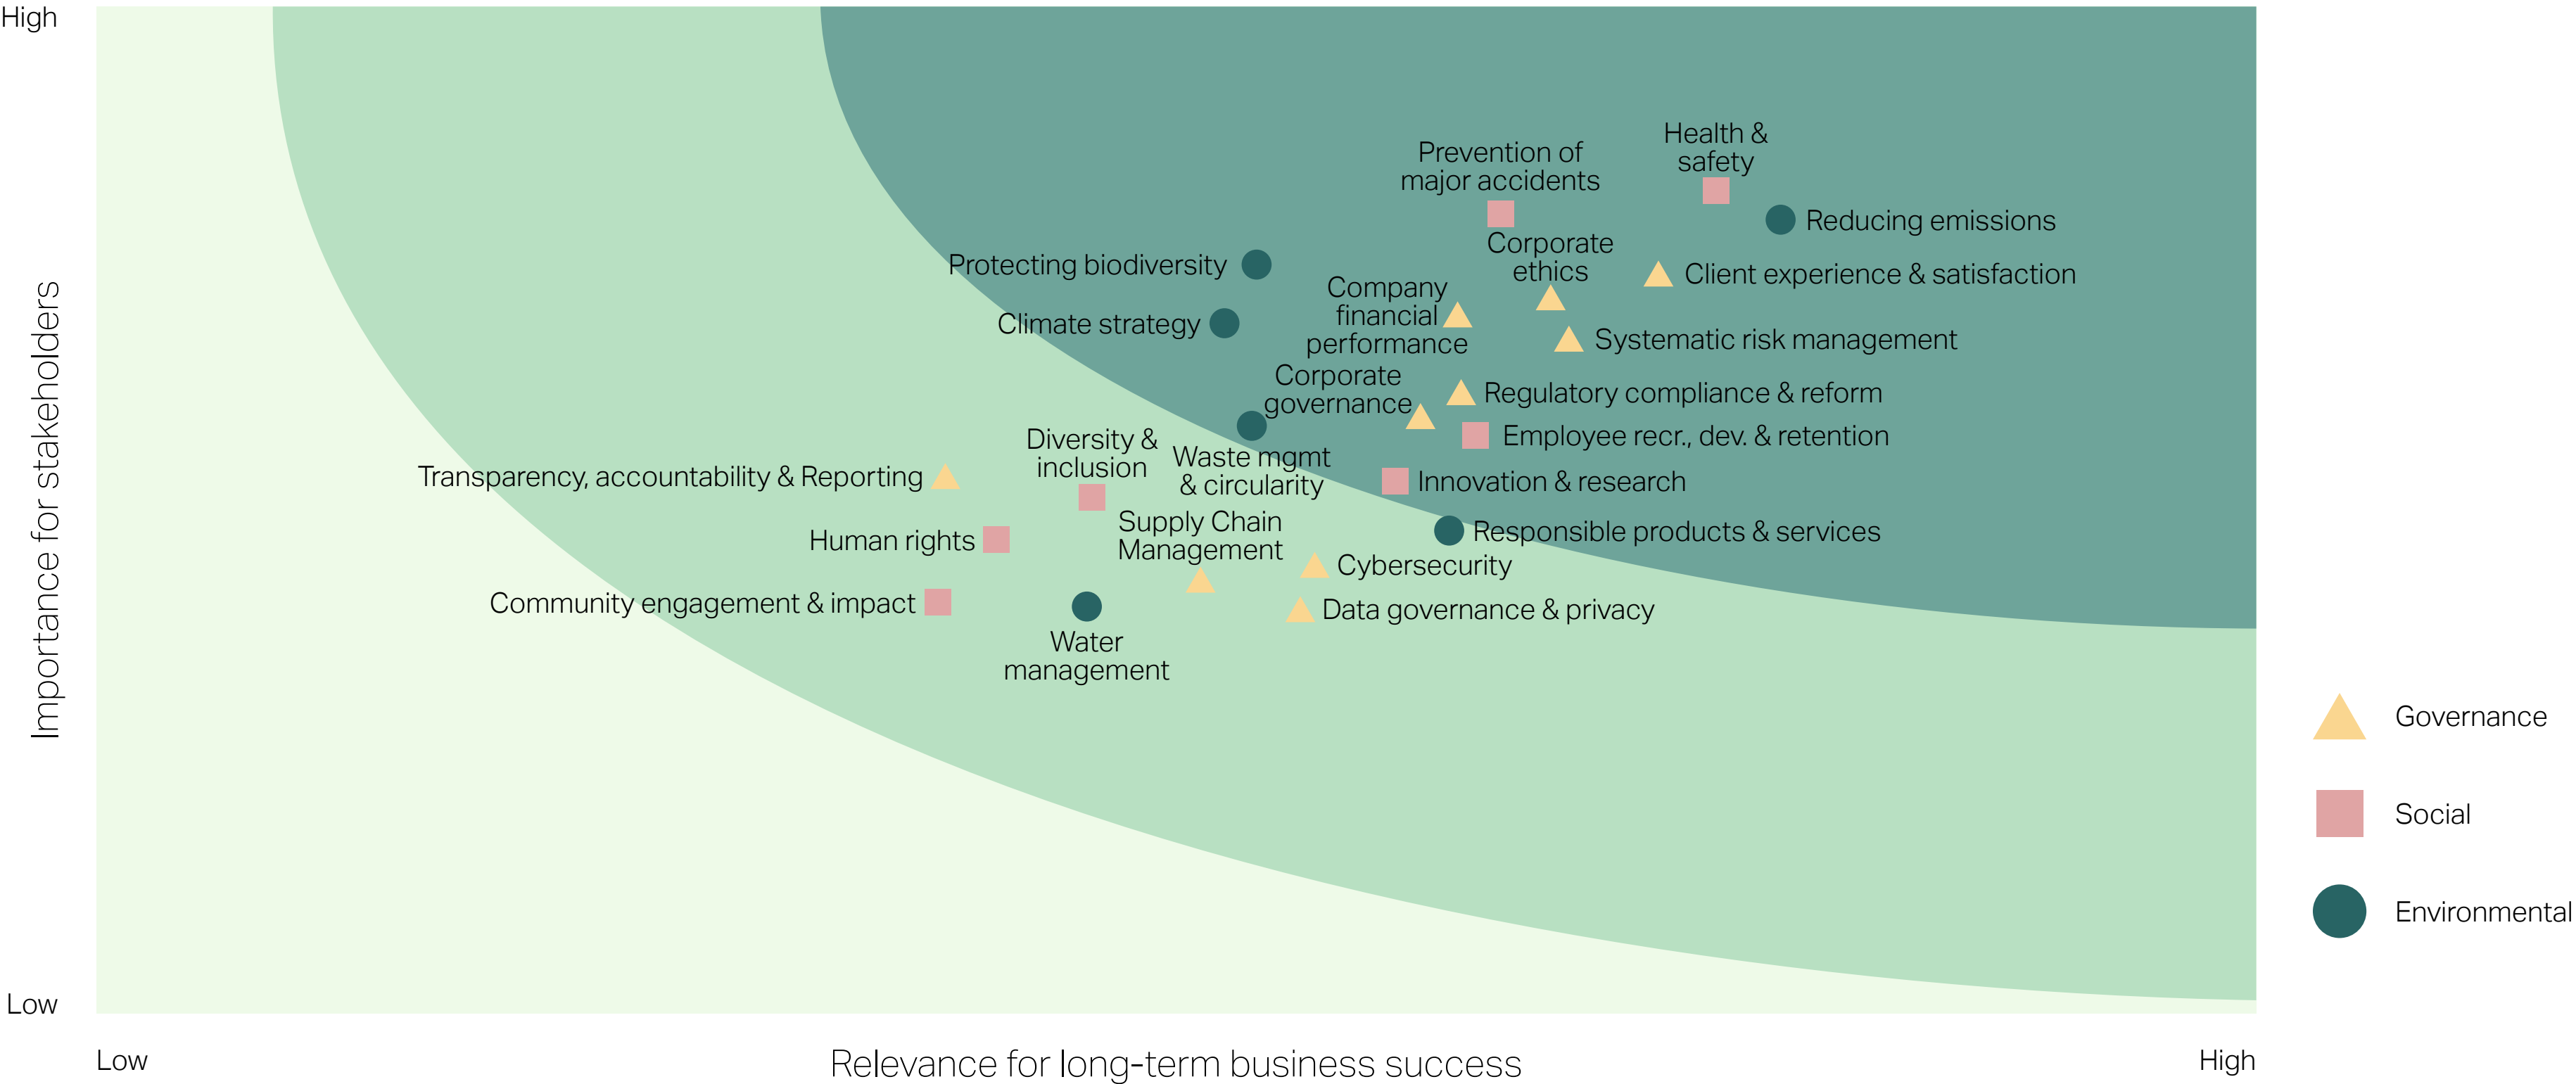 High
Importance for stakeholders
Low
Low
Relevance for long-term business success
High
Health &
safety
Prevention of
major accidents
Reducing emissions
Corporate
ethics
Protecting biodiversity
Client experience & satisfaction
Company
financial
performance
Climate strategy
Systematic risk management
Corporate
governance
Regulatory compliance & reform
Employee recr., dev. & retention
Diversity &
inclusion
Waste mgmt
& circularity
Transparency, accountability & Reporting
Innovation & research
Supply Chain
Management
Responsible products & services
Human rights
Cybersecurity
Community engagement & impact
Data governance & privacy
Water
management
Governance
Social
Environmental